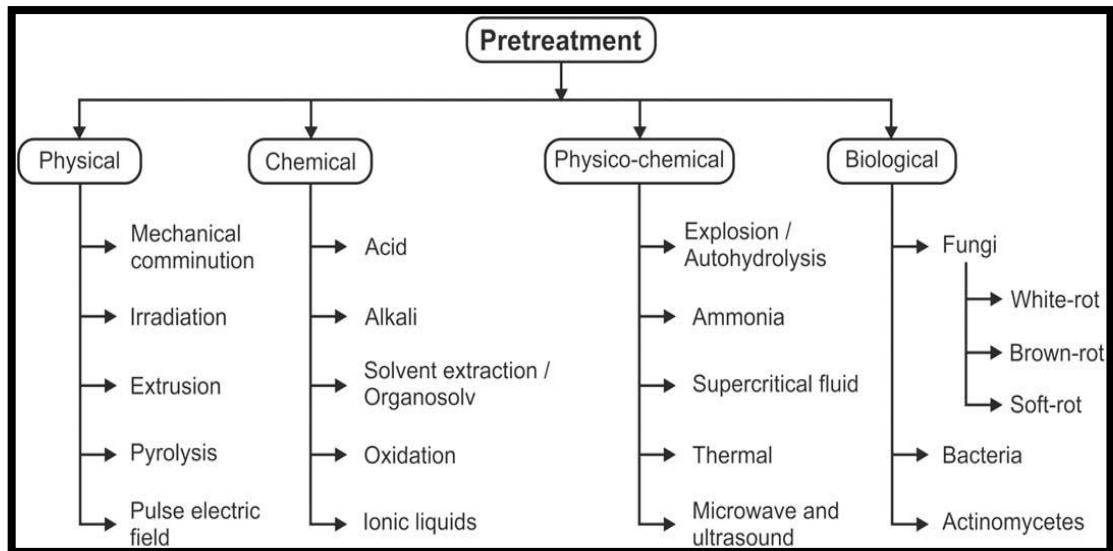 Pretreatment
Physical
Chemical
Physico-chemical
Biological
Mechanical
comminution
Irradiation
Extrusion
Pyrolysis
Pulse electric
field
Acid
Alkali
Solvent extraction /
Organosolv
Oxidation
Ionic liquids
Explosion /
Autohydrolysis
Ammonia
Supercritical fluid
Thermal
Microwave and
ultrasound
Fungi
White-rot
Brown-rot
Soft-rot
Bacteria
Actinomycetes